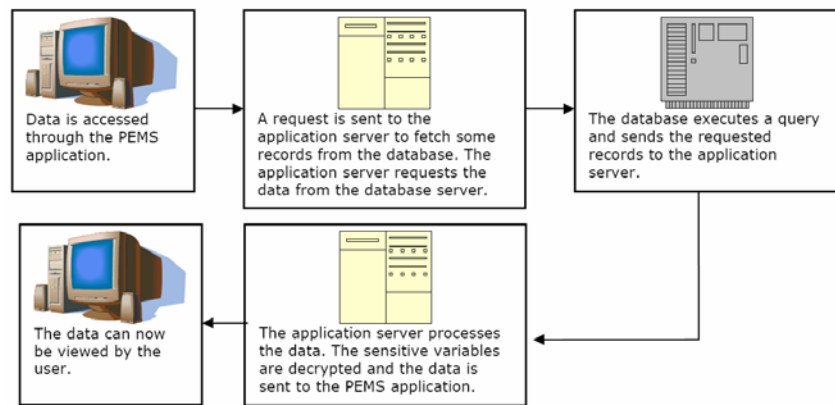 Data is accessed
through the PEMS
application.
A request is sent to the
application server to fetch some
records from the database. The
application server requests the
data from the database server.
The database executes a query
and sends the requested
records to the application
server.
The application server processes
the data. The sensitive variables
are decrypted and the data is
sent to the PEMS application.
The data can now
be viewed by the
user.